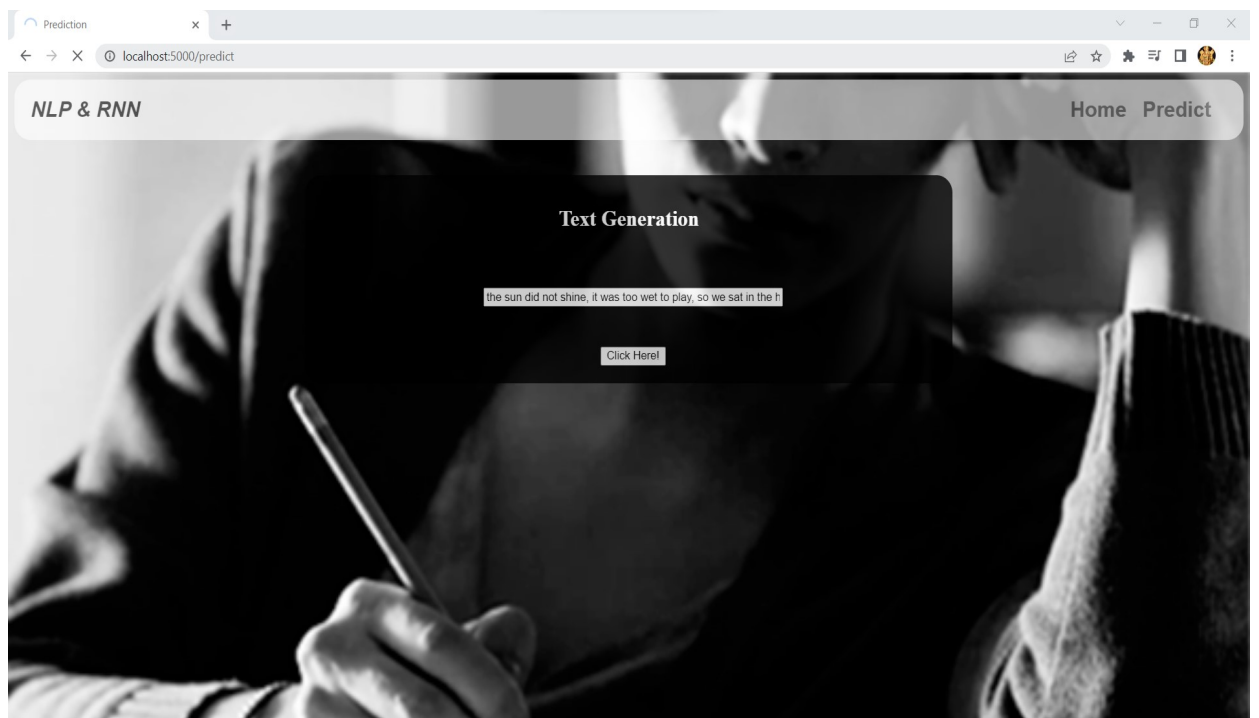 Prediction
localhost:5000/predict
NLP & RNN
Home Predict
Text Generation
the sun did not shine, it was too wet to play, so we sat in the h
Click Here!